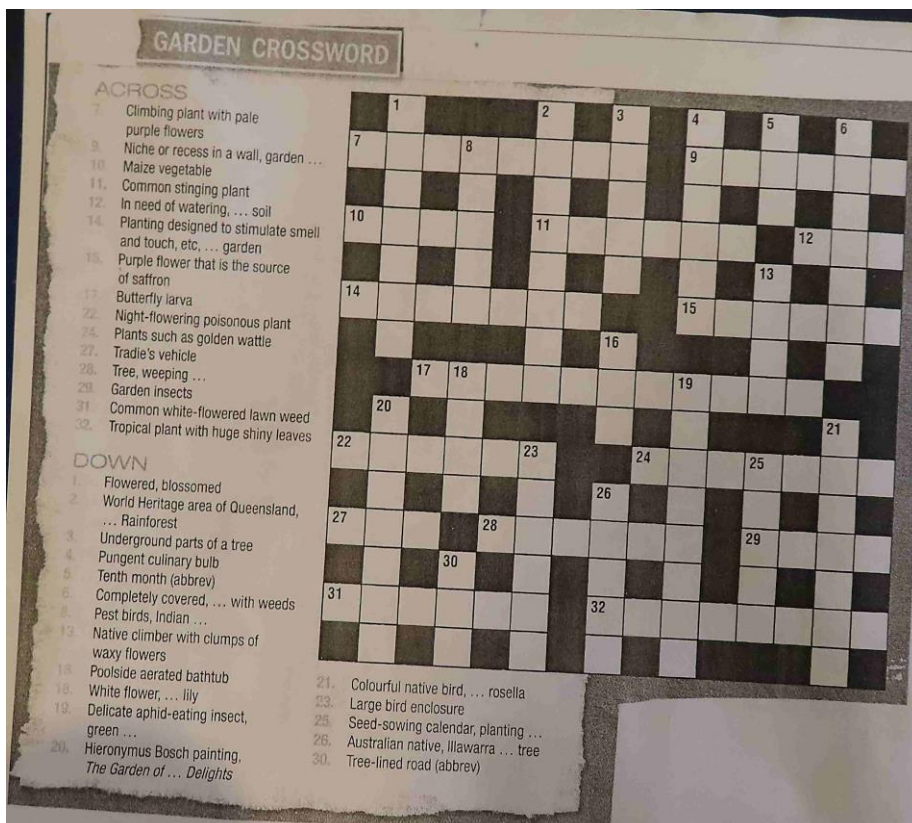 GARDEN CROSSWORD
ACROSS
7. Climbing plant with pale
purple flowers
9. Niche or recess in a wall, garden ...
10. Maize vegetable
11. Common stinging plant
12. In need of watering, ... soil
14. Planting designed to stimulate smell
and touch, etc, ... garden
15. Purple flower that is the source
of saffron
17. Butterfly larva
22. Night-flowering poisonous plant
24. Plants such as golden wattle
27. Tradie's vehicle
28. Tree, weeping ...
29. Garden insects
31. Common white-flowered lawn weed
32. Tropical plant with huge shiny leaves
DOWN
1. Flowered, blossomed
2. World Heritage area of Queensland,
... Rainforest
3. Underground parts of a tree
4. Pungent culinary bulb
5. Tenth month (abbrev)
6. Completely covered, ... with weeds
8. Pest birds, Indian ...
13. Native climber with clumps of
waxy flowers
16. Poolside aerated bathtub
18. White flower, ... lily
19. Delicate aphid-eating insect,
green ...
20. Hieronymus Bosch painting,
The Garden of ... Delights
21. Colourful native bird, ... rosella
23. Large bird enclosure
25. Seed-sowing calendar, planting ...
26. Australian native, Illawarra ... tree
30. Tree-lined road (abbrev)
1 2 3 4 5 6
7 8 9
10 11 12
13
14 15
16
17 18 19
20 21
22 23 24 25
26
27 28 29
30
31 32